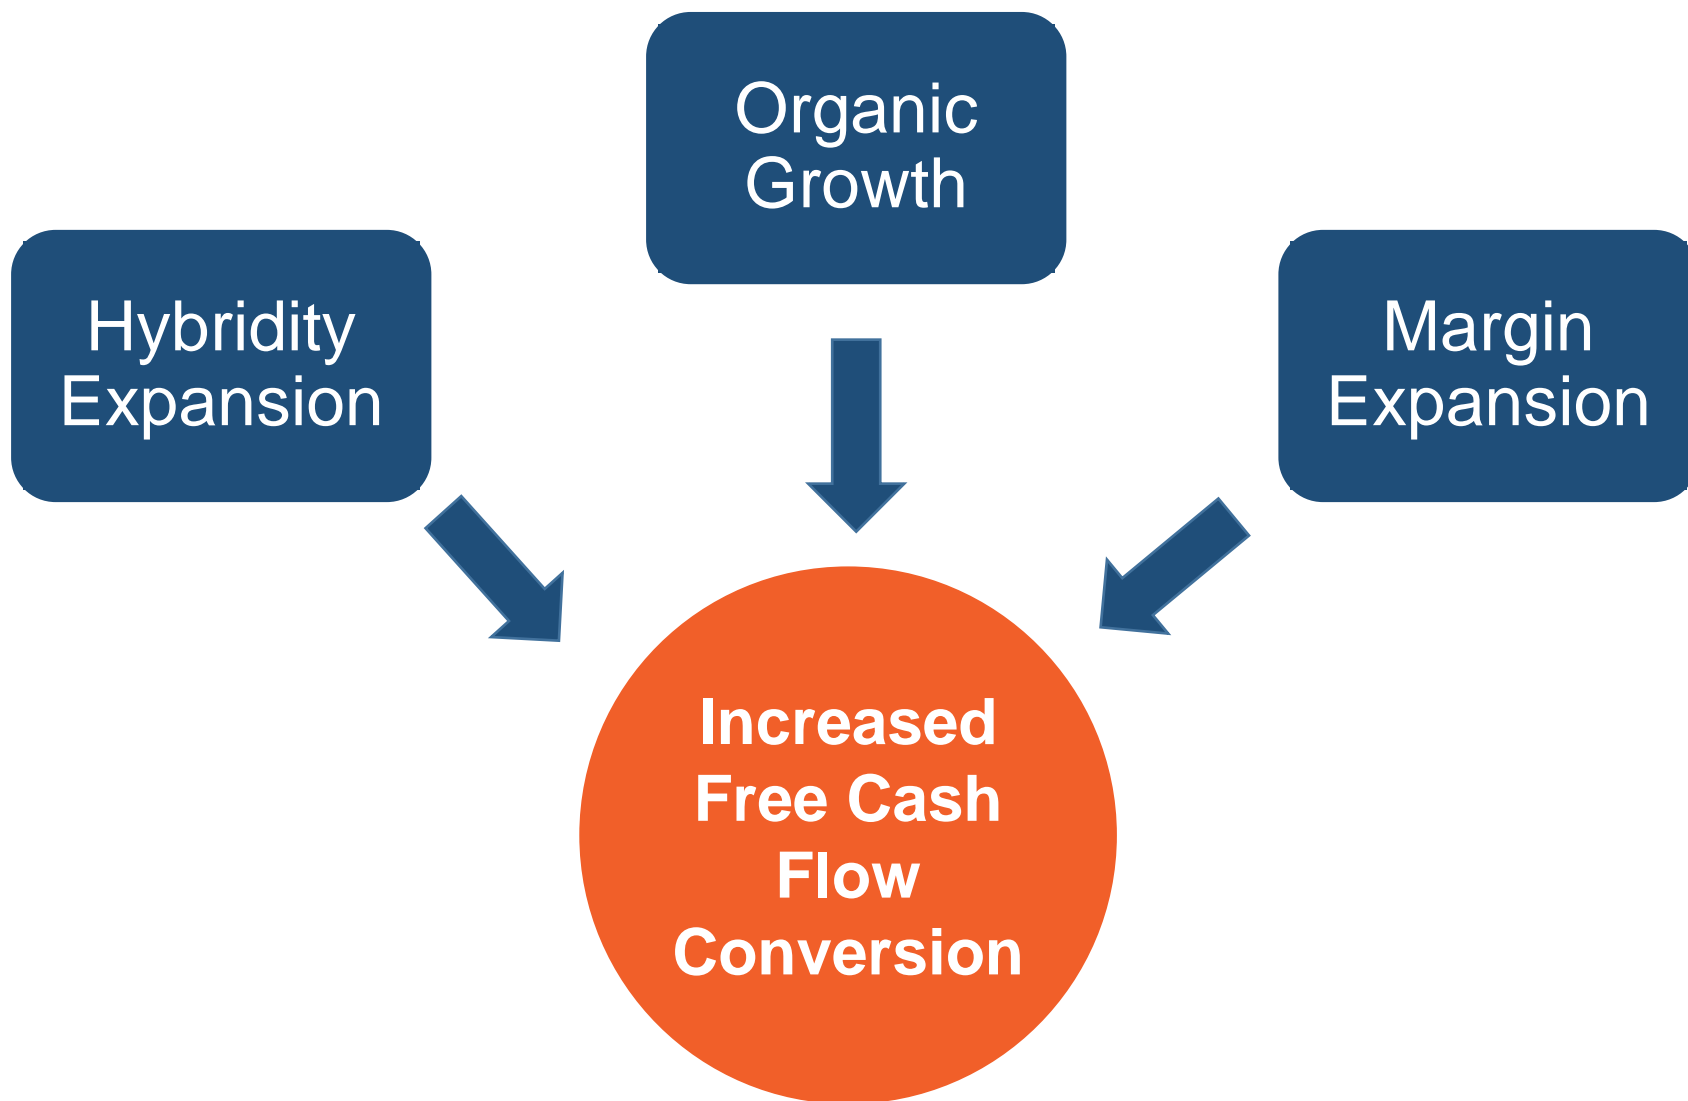 Organic
Growth
Hybridity
Expansion
Margin
Expansion
Increased
Free Cash
Flow
Conversion